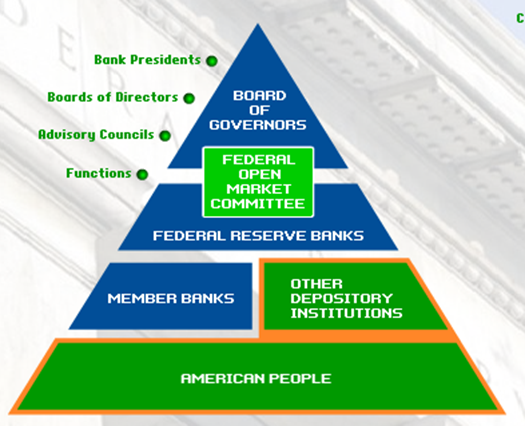 C
Bank Presidents
Boards of Directors
Advisory Councils
Functions
BOARD
OF
GOVERNORS
FEDERAL
OPEN
MARKET
COMMITTEE
FEDERAL RESERVE BANKS
MEMBER BANKS
OTHER
DEPOSITORY
INSTITUTIONS
AMERICAN PEOPLE